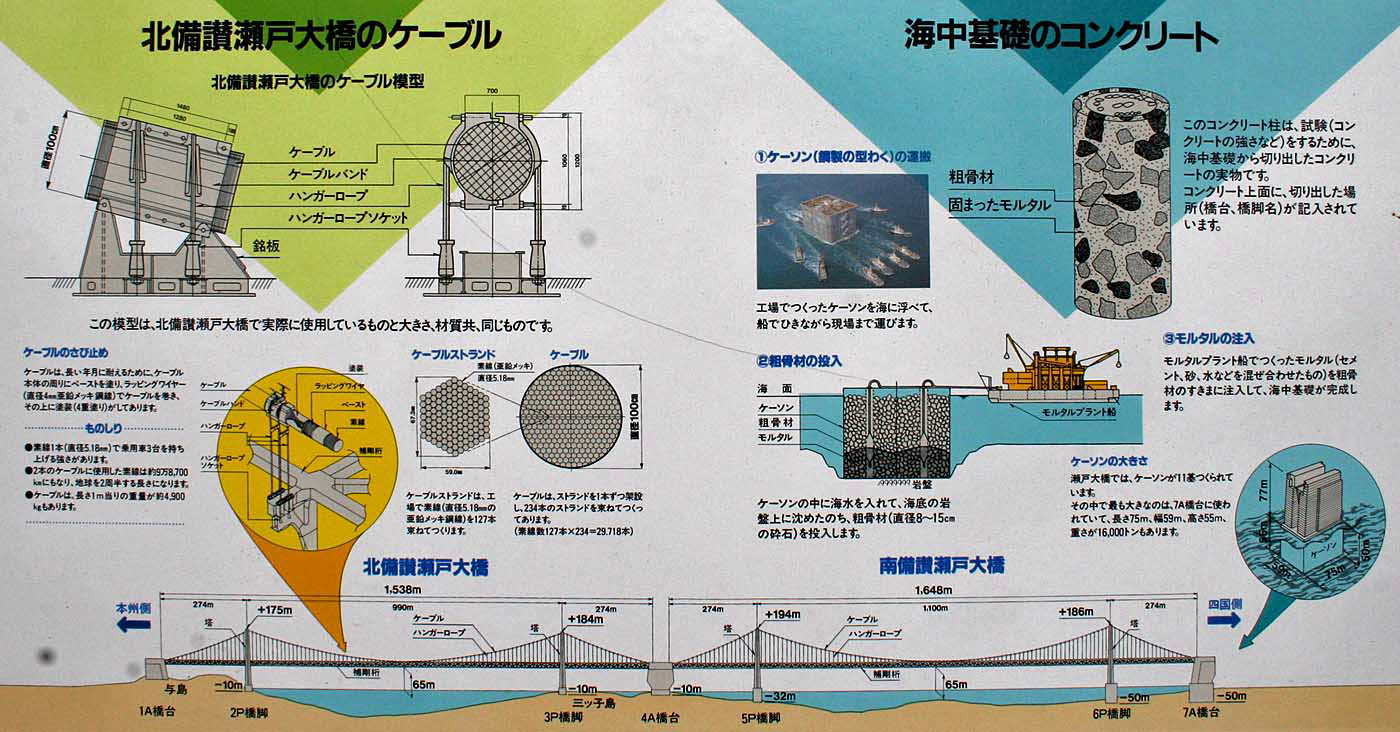 北備讃瀬戸大橋のケーブル
北備讃瀬戸大橋のケーブル模型
1480
1280
直径100cm
700
1060
1200
ケーブル
ケーブルバンド
ハンガーロープ
ハンガーロープソケット
銘板
この模型は、北備讃瀬戸大橋で実際に使用しているものと大きさ、材質共、同じものです。
ケーブルのさび止め
ケーブルは、長い年月に耐えるために、ケーブル
本体の周りにペーストを塗り、ラッピングワイヤー
(直径4㎜亜鉛メッキ鋼線)でケーブルを巻き、
その上に塗装(4重塗り)がしてあります。
ものしり
●素線1本(直径5.18㎜)で乗用車3台を持ち
上げる強さがあります。
●2本のケーブルに使用した素線は約9万8,700
㎞にもなり、地球を2周半する長さになります。
●ケーブルは、長さ1m当りの重量が約4,900
㎏もあります。
塗装
ラッピングワイヤ
ペースト
素線
ケーブル
ケーブルバンド
ハンガーロープ
ハンガーロープ
ソケット
補剛桁
ケーブルストランド
素線(亜鉛メッキ)
直径5.18㎜
59.0㎜
ケーブルストランドは、工
場で素線(直径5.18㎜の
亜鉛メッキ鋼線)を127本
束ねてつくります。
ケーブル
直径100cm
ケーブルは、ストランドを1本ずつ架設
し、234本のストランドを束ねてつくっ
てあります。
(素線数127本×234=29.718本)
海中基礎のコンクリート
粗骨材
固まったモルタル
このコンクリート柱は、試験(コン
クリートの強さなど)をするために、
海中基礎から切り出したコンクリ
ートの実物です。
コンクリート上面に、切り出した場
所(橋台、橋脚名)が記入されて
います。
①ケーソン(鋼製の型わく)の運搬
工場でつくったケーソンを海に浮べて、
船でひきながら現場まで運びます。
②粗骨材の投入
海面
ケーソン
粗骨材
モルタル
岩盤
モルタルプラント船
ケーソンの中に海水を入れて、海底の岩
盤上に沈めたのち、粗骨材(直径8〜15㎝
の砕石)を投入します。
③モルタルの注入
モルタルプラント船でつくったモルタル(セメ
ント、砂、水などを混ぜ合わせたもの)を粗骨
材のすきまに注入して、海中基礎が完成しま
す。
ケーソンの大きさ
瀬戸大橋では、ケーソンが11基つくられて
います。
その中で最も大きなのは、7A橋台に使わ
れていて、長さ75m、幅59m、高さ55m、
重さが16,000トンもあります。
77m
ケーソン
59m
75m
50m
北備讃瀬戸大橋
1,538m
274m
990m
274m
本州側
塔
+175m
ケーブル
ハンガーロープ
塔
+184m
補剛桁
65m
-10m
-10m
与島
三ッ子島
1A橋台
2P橋脚
3P橋脚
4A橋台
南備讃瀬戸大橋
1,648m
274m
1,100m
274m
四国側
塔
+194m
ケーブル
ハンガーロープ
+186m
塔
補剛桁
65m
-10m
-32m
-50m
-50m
5P橋脚
6P橋脚
7A橋台